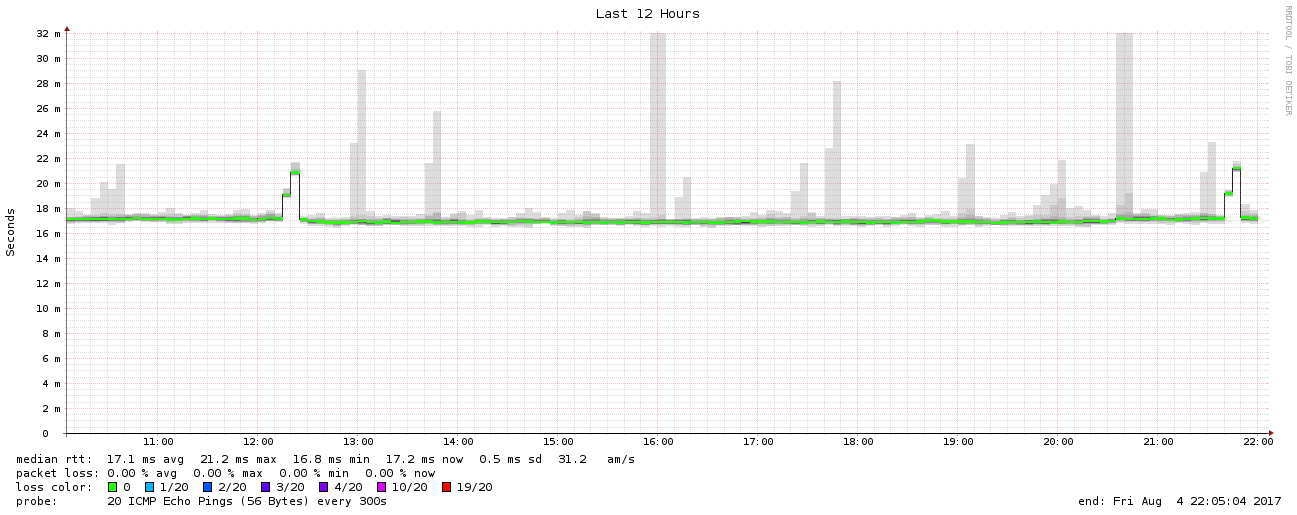 Last 12 Hours
RRDTOOL / TOBI OETIKER
Seconds
32 m
30 m
28 m
26 m
24 m
22 m
20 m
18 m
16 m
14 m
12 m
10 m
8 m
6 m
4 m
2 m
0
11:00 12:00 13:00 14:00 15:00 16:00 17:00 18:00 19:00 20:00 21:00 22:00
median rtt: 17.1 ms avg 21.2 ms max 16.8 ms min 17.2 ms now 0.5 ms sd 31.2 am/s
packet loss: 0.00 % avg 0.00 % max 0.00 % min 0.00 % now
loss color: 0 1/20 2/20 3/20 4/20 10/20 19/20
probe: 20 ICMP Echo Pings (56 Bytes) every 300s end: Fri Aug 4 22:05:04 2017